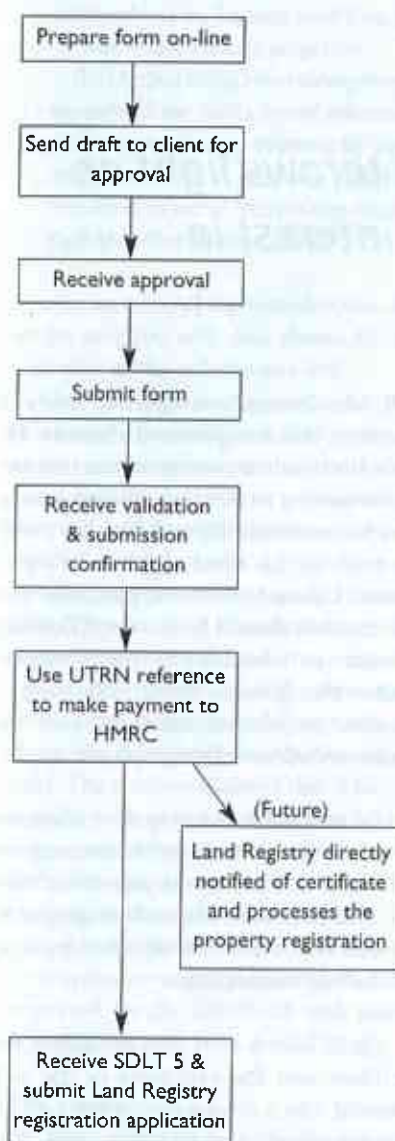 Prepare form on-line
Send draft to client for
approval
Receive approval
Submit form
Receive validation
& submission
confirmation
Use UTRN reference
to make payment to
HMRC
(Future)
Land Registry directly
notified of certificate
and processes the
property registration
Receive SDLT 5 &
submit Land Registry
registration application